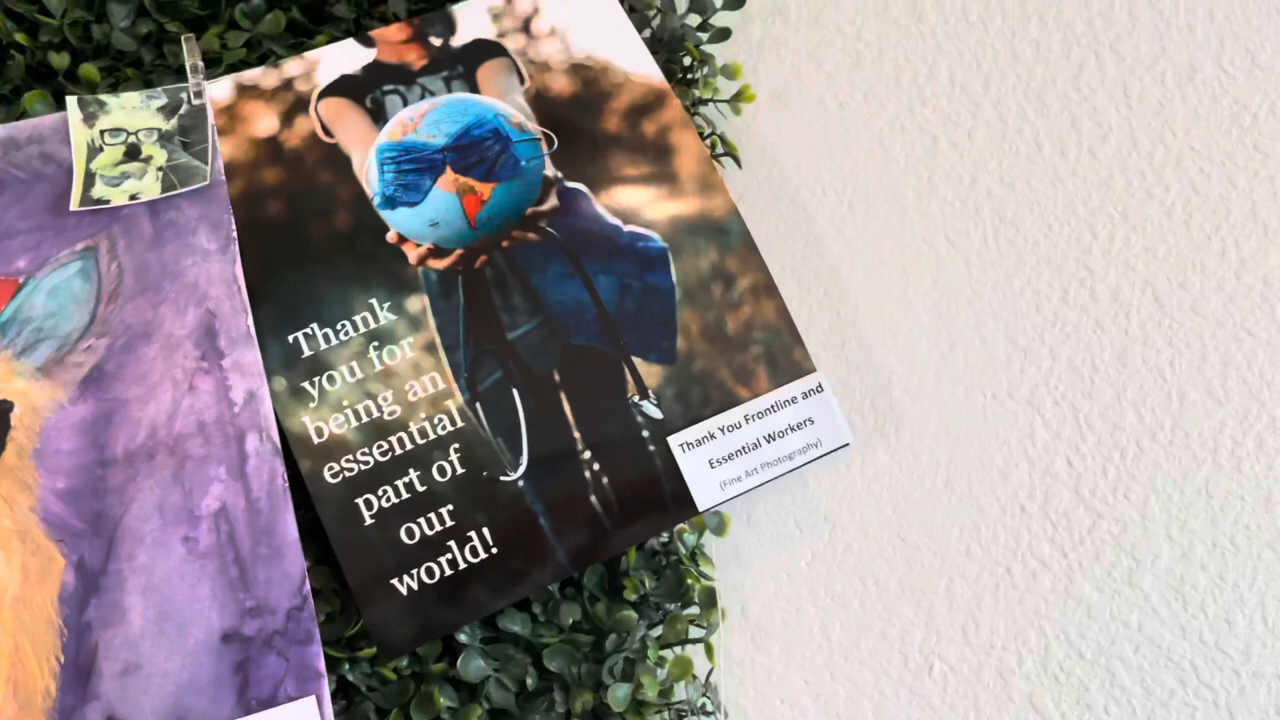 Thank
you for
being an
essential
part of
our
world!
Thank You Frontline and
Essential Workers
(Fine Art Photography)